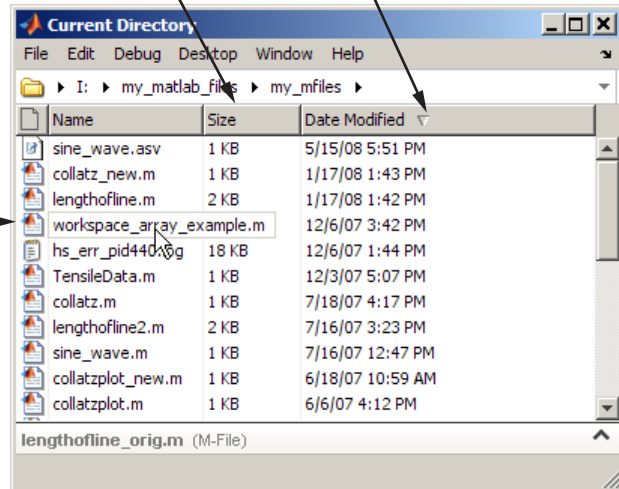 Current Directory
File Edit Debug Desktop Window Help
I: my_matlab_files my_mfiles
Name Size Date Modified
sine_wave.asv 1 KB 5/15/08 5:51 PM
collatz_new.m 1 KB 1/17/08 1:43 PM
lengthofline.m 2 KB 1/17/08 1:42 PM
workspace_array_example.m 12/6/07 3:42 PM
18 KB 12/6/07 1:44 PM
TensileData.m 1 KB 12/3/07 5:07 PM
collatz.m 1 KB 7/18/07 4:17 PM
lengthofline2.m 2 KB 7/16/07 3:23 PM
sine_wave.m 1 KB 7/16/07 12:47 PM
collatzplot_new.m 1 KB 6/18/07 10:59 AM
collatzplot.m 1 KB 6/6/07 4:12 PM
lengthofline_orig.m (M-File)